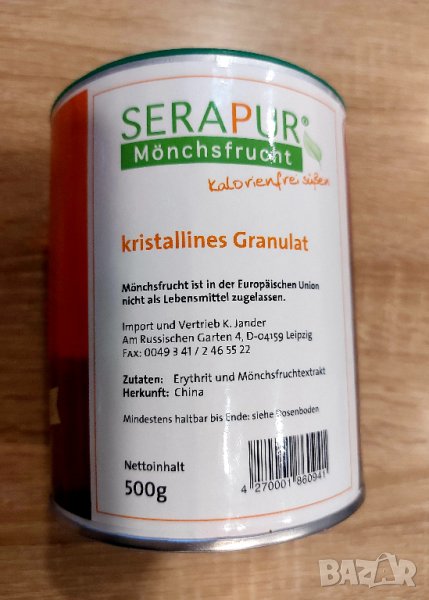 SERAPUR®
Mönchsfrucht
Kalorienfrei süßen
kristallines Granulat
Mönchsfrucht ist in der Europäischen Union
nicht als Lebensmittel zugelassen.
Import und Vertrieb K. Jander
Am Russischen Garten 4, D-04159 Leipzig
FAX: 0049 3 41 / 2 46 55 22
Zutaten: Erythrit und Mönchsfruchtextrakt
Herkunft: China
Mindestens haltbar bis Ende: siehe Dosenboden
Nettoinhalt
500g
4 270001 860941
BAZAR